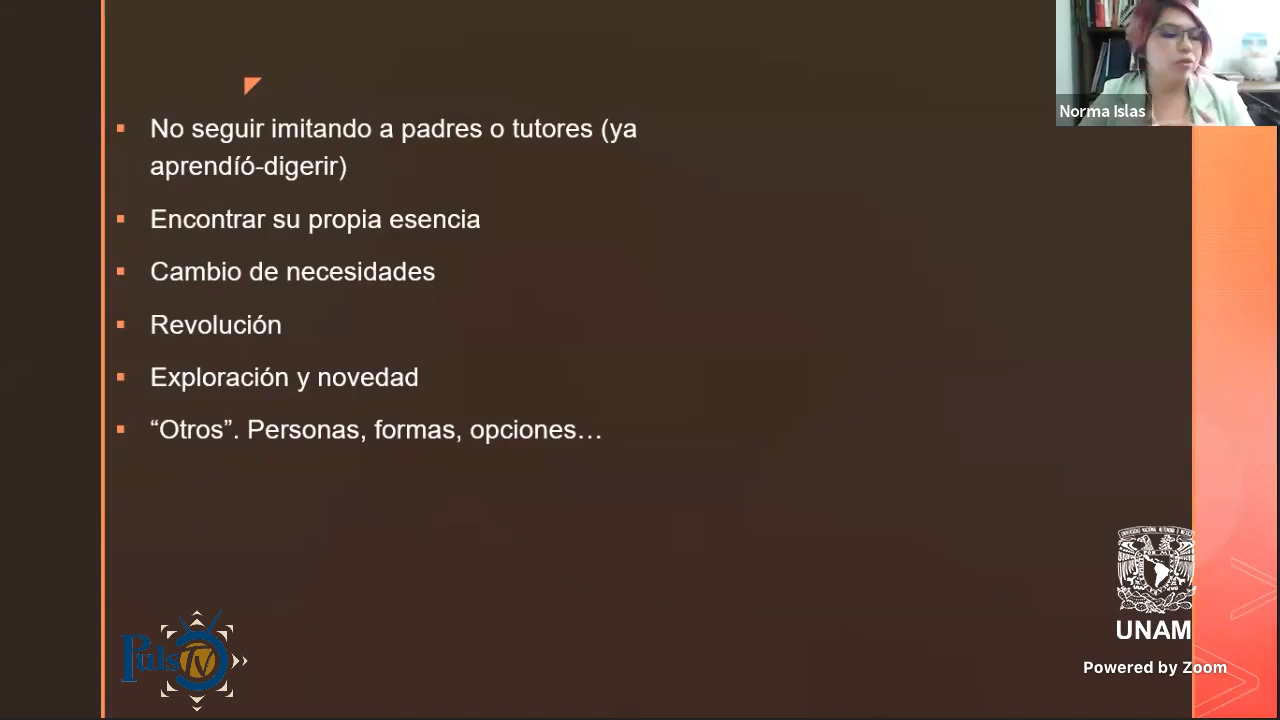 Norma Islas
No seguir imitando a padres o tutores (ya
aprendíó-digerir)
Encontrar su propia esencia
Cambio de necesidades
Revolución
Exploración y novedad
“Otros”. Personas, formas, opciones…
PulsTV
UNAM
Powered by Zoom